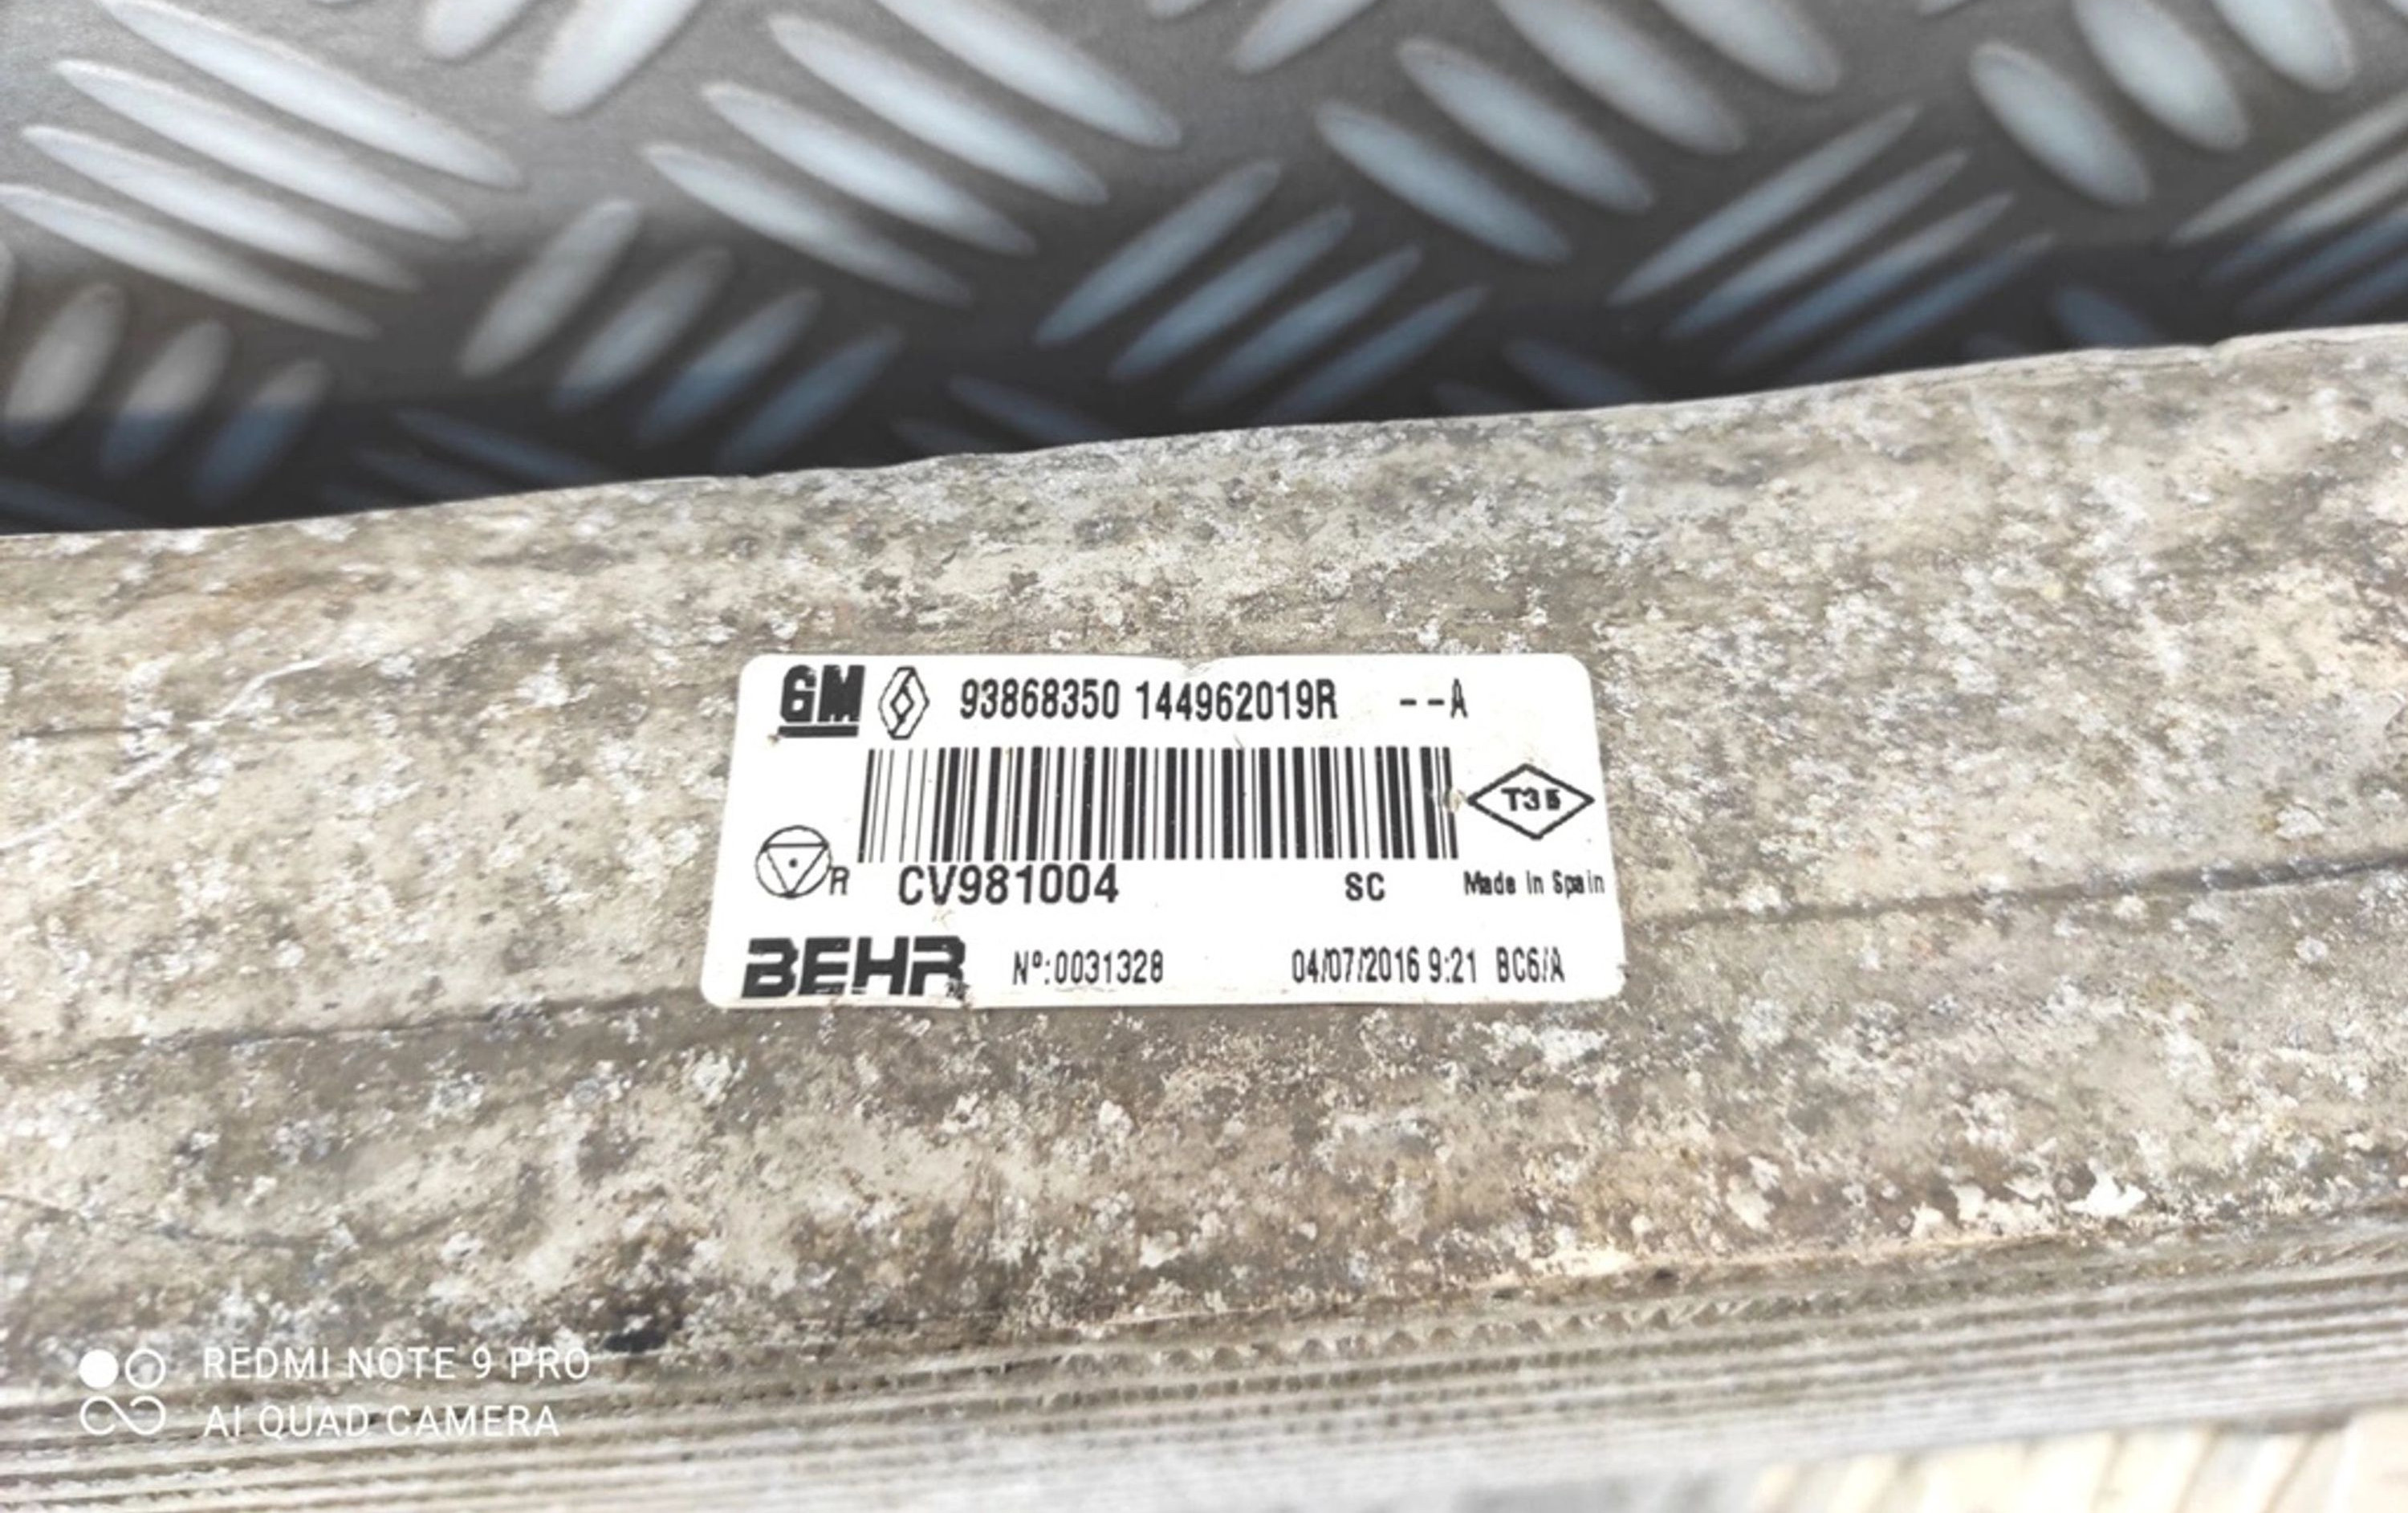 GM 93868350 144962019R --A
T35
R CV981004 SC Made in Spain
BEHR Nº:0031328 04/07/2016 9:21 BC6/A
REDMI NOTE 9 PRO
AI QUAD CAMERA